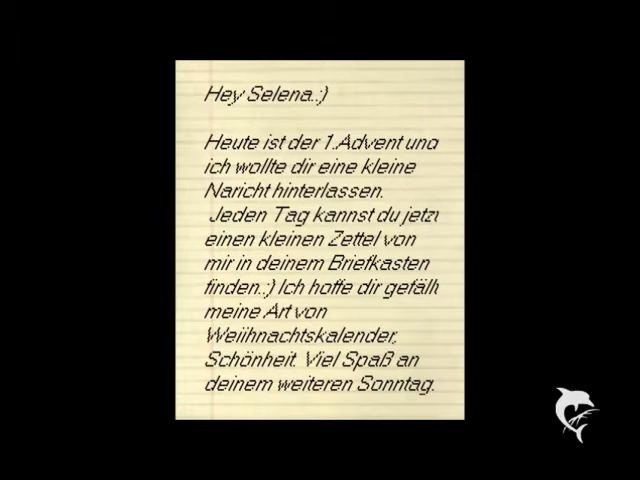 Hey Selena.:)
Heute ist der 1.Advent und
ich wollte dir eine kleine
Naricht hinterlassen.
Jeden Tag kannst du jetzt
einen kleinen Zettel von
mir in deinem Briefkasten
finden.:) Ich hoffe dir gefällt
meine Art von
Weiihnachtskalender,
Schönheit. Viel Spaß an
deinem weiteren Sonntag.